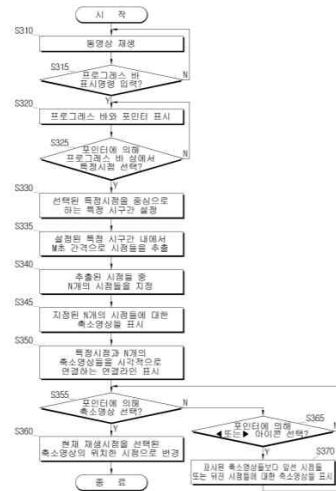 시 작
S310
동영상 재생
S315
프로그레스 바
표시명령 입력?
N
Y
S320
프로그레스 바와 포인터 표시
S325
포인터에 의해
프로그레스 바 상에서
특정시점 선택?
N
Y
S330
선택된 특정시점을 중심으로
하는 특정 시구간 설정
S335
설정된 특정 시구간 내에서
M초 간격으로 시점들을 추출
S340
추출된 시점들 중
N개의 시점들을 지정
S345
지정된 N개의 시점들에 대한
축소영상들 표시
S350
특정시점과 N개의
축소영상들을 시각적으로
연결하는 연결라인 표시
S355
포인터에 의해
축소영상 선택?
N
Y
S360
현재 재생시점을 선택된
축소영상의 위치한 시점으로 변경
종 료
S365
포인터에 의해
◀ 또는 ▶ 아이콘 선택?
N
Y
S370
표시된 축소영상들보다 앞선 시점들
또는 뒤진 시점들에 대한 축소영상들 표시